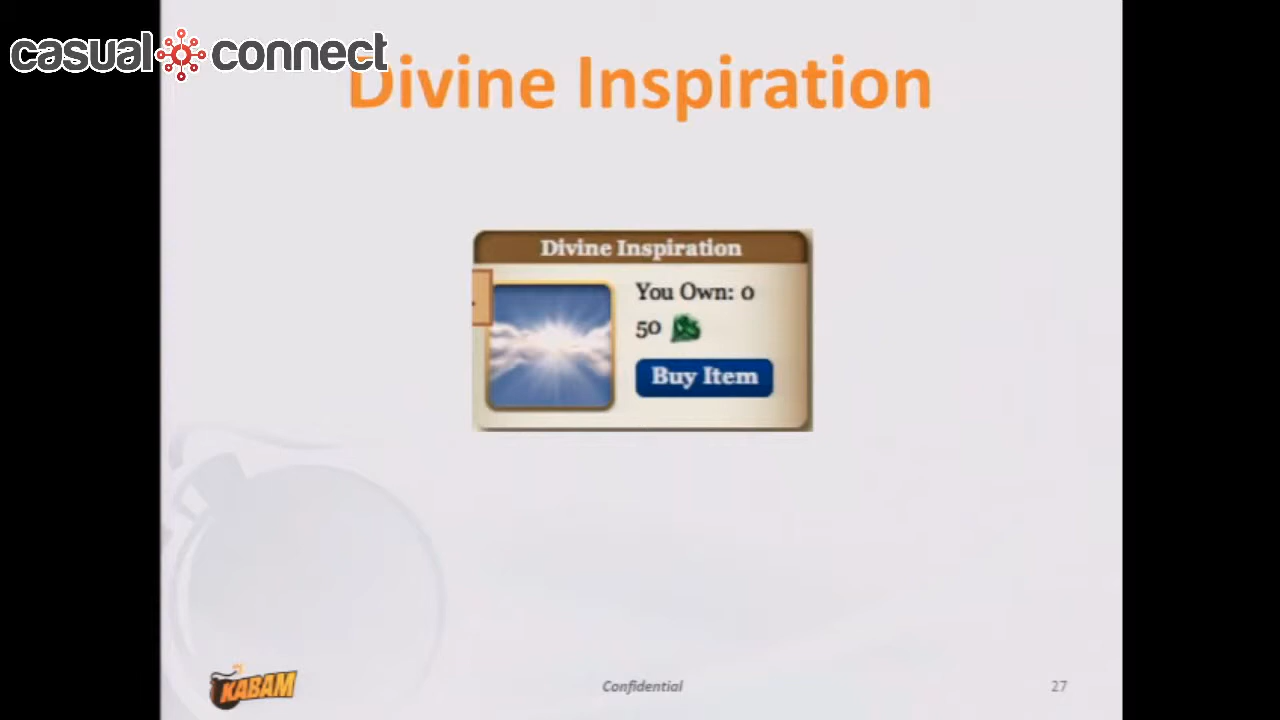 casual connect
Divine Inspiration
Divine Inspiration
You Own: 0
50
Buy Item
KABAM
Confidential
27